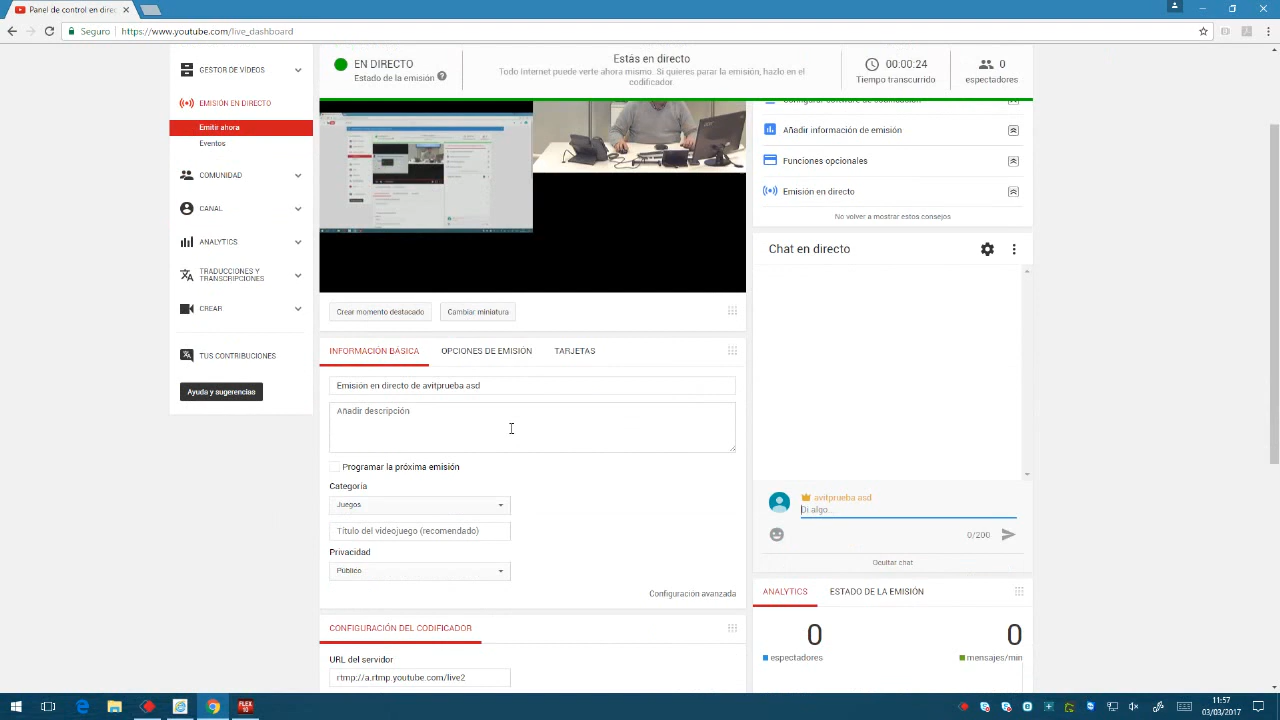 Panel de control en direc
Seguro
https://www.youtube.com/live_dashboard
GESTOR DE VÍDEOS
EMISIÓN EN DIRECTO
Emitir ahora
Eventos
COMUNIDAD
CANAL
ANALYTICS
TRADUCCIONES Y
TRANSCRIPCIONES
CREAR
TUS CONTRIBUCIONES
Ayuda y sugerencias
EN DIRECTO
Estado de la emisión
Estás en directo
Todo Internet puede verte ahora mismo. Si quieres parar la emisión, hazlo en el
codificador.
00:00:24
Tiempo transcurrido
0
espectadores
Crear momento destacado
Cambiar miniatura
INFORMACIÓN BÁSICA
OPCIONES DE EMISIÓN
TARJETAS
Emisión en directo de avitprueba asd
Añadir descripción
Programar la próxima emisión
Categoría
Juegos
Título del videojuego (recomendado)
Privacidad
Público
Configuración avanzada
CONFIGURACIÓN DEL CODIFICADOR
URL del servidor
rtmp://a.rtmp.youtube.com/live2
Configurar software de codificación
Añadir información de emisión
Funciones opcionales
Emisión en directo
No volver a mostrar estos consejos
Chat en directo
avitprueba asd
Di algo...
0/200
Ocultar chat
ANALYTICS
ESTADO DE LA EMISIÓN
0
espectadores
0
mensajes/min
FLEX
10
11:57
03/03/2017